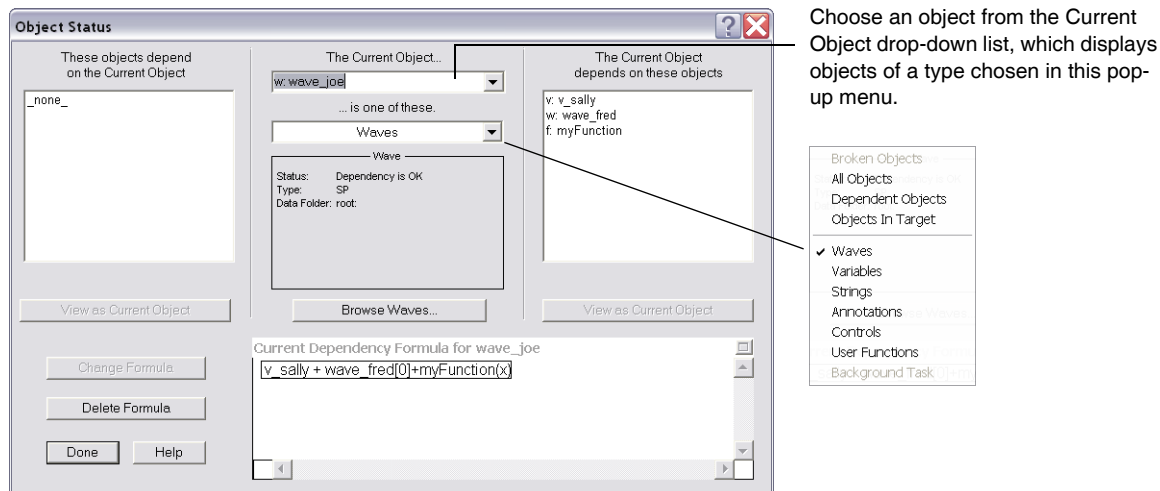 Object Status
These objects depend
on the Current Object
_none_
View as Current Object
The Current Object...
w: wave_joe
... is one of these.
Waves
Wave
Status: Dependency is OK
Type: SP
Data Folder: root:
Browse Waves...
The Current Object
depends on these objects
v: v_sally
w: wave_fred
f: myFunction
View as Current Object
Change Formula
Delete Formula
Done
Help
Current Dependency Formula for wave_joe
v_sally + wave_fred[0]+myFunction(x)
Choose an object from the Current
Object drop-down list, which displays
objects of a type chosen in this pop-
up menu.
Broken Objects
All Objects
Dependent Objects
Objects In Target
Waves
Variables
Strings
Annotations
Controls
User Functions
Background Task